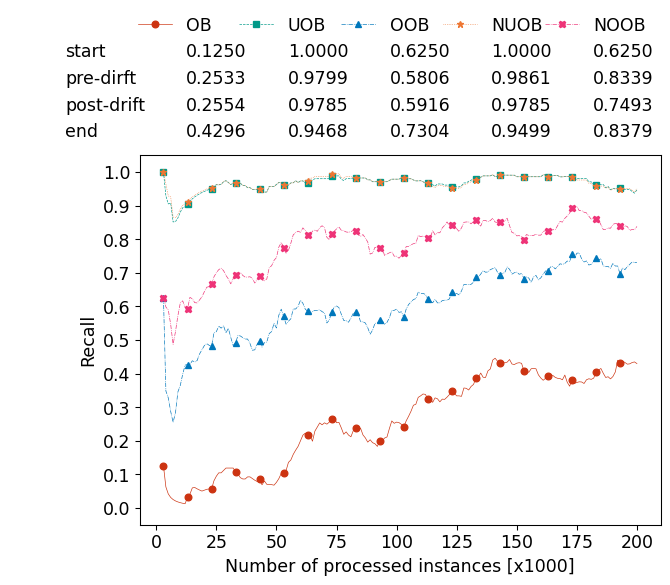 OB UOB OOB NUOB NOOB
start 0.1250 1.0000 0.6250 1.0000 0.6250
pre-dirft 0.2533 0.9799 0.5806 0.9861 0.8339
post-drift 0.2554 0.9785 0.5916 0.9785 0.7493
end 0.4296 0.9468 0.7304 0.9499 0.8379
1.0
0.9
0.8
0.7
0.6
0.5
0.4
0.3
0.2
0.1
0.0
Recall
0 25 50 75 100 125 150 175 200
Number of processed instances [x1000]